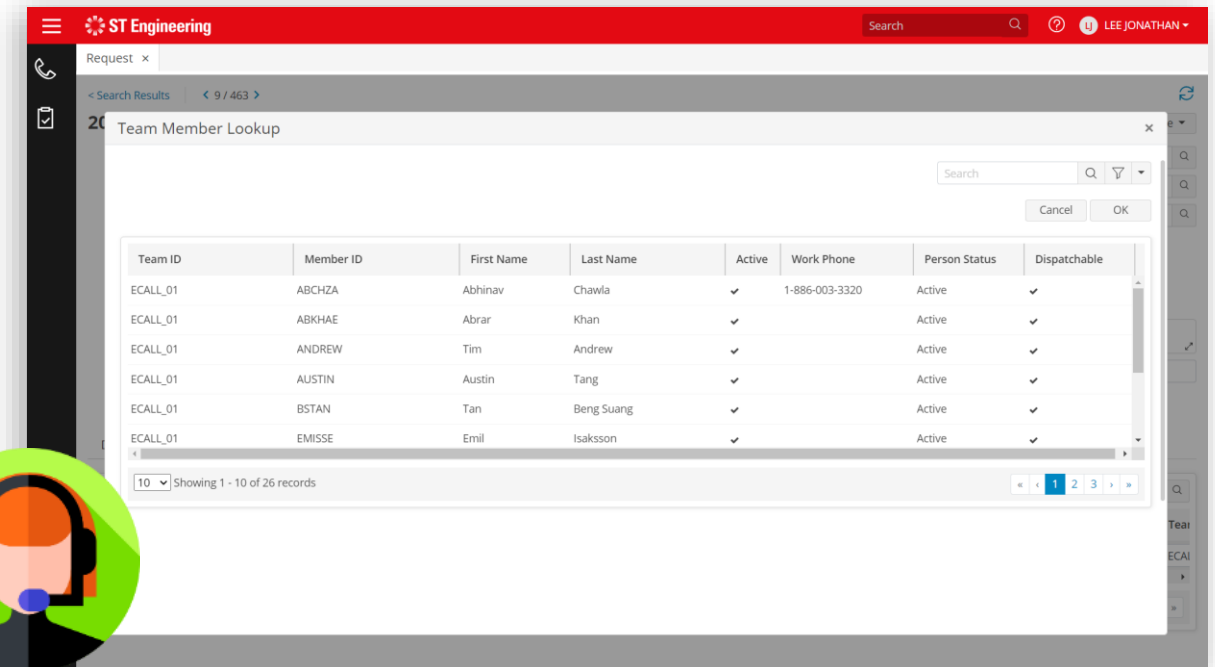 ST Engineering
Search
LJ LEE JONATHAN
Request ×
< Search Results < 9 / 463 >
20
Team Member Lookup ×
e
Search
Cancel OK
Team ID Member ID First Name Last Name Active Work Phone Person Status Dispatchable
ECALL_01 ABCHZA Abhinav Chawla 1-886-003-3320 Active
ECALL_01 ABKHAE Abrar Khan Active
ECALL_01 ANDREW Tim Andrew Active
ECALL_01 AUSTIN Austin Tang Active
ECALL_01 BSTAN Tan Beng Suang Active
ECALL_01 EMISSE Emil Isaksson Active
10 Showing 1 - 10 of 26 records « ‹ 1 2 3 › »
Tea
ECA
»